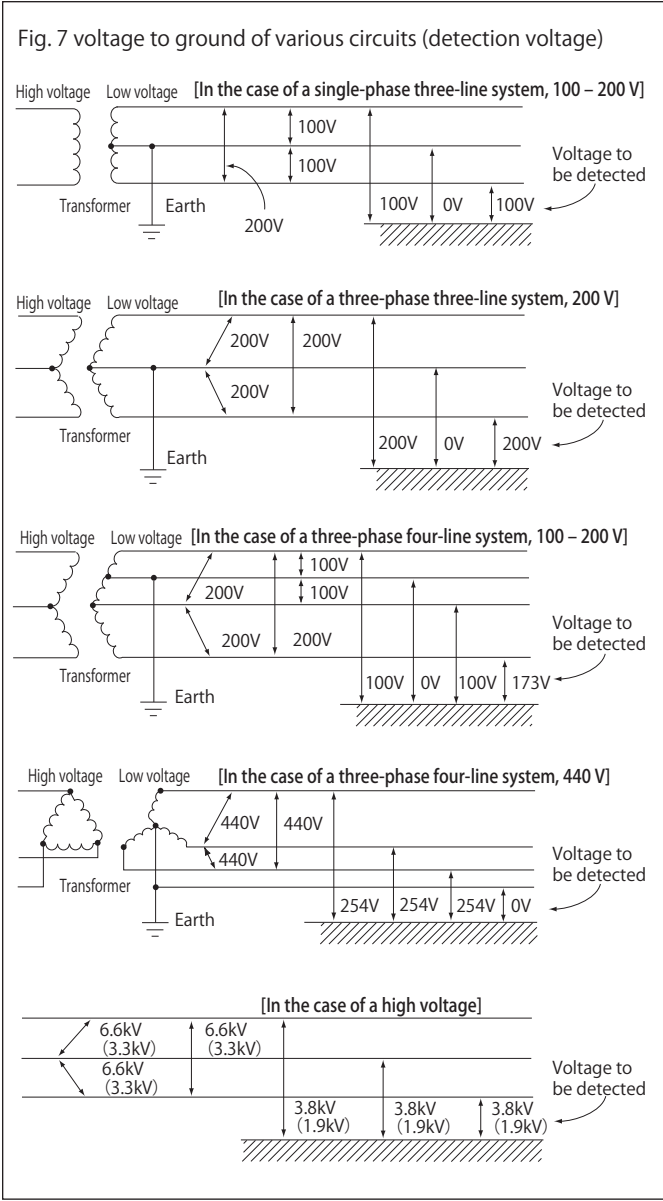 Fig. 7 voltage to ground of various circuits (detection voltage)
High voltage Low voltage [In the case of a single-phase three-line system, 100 – 200 V]
100V
100V
Voltage to
be detected
Transformer Earth
200V
100V 0V 100V
High voltage Low voltage [In the case of a three-phase three-line system, 200 V]
200V 200V
200V
Voltage to
be detected
Transformer
Earth
200V 0V 200V
High voltage Low voltage [In the case of a three-phase four-line system, 100 – 200 V]
100V
200V 100V
200V 200V
Voltage to
be detected
Transformer
Earth
100V 0V 100V 173V
High voltage Low voltage [In the case of a three-phase four-line system, 440 V]
440V 440V
440V
Voltage to
be detected
Transformer
Earth
254V 254V 254V 0V
[In the case of a high voltage]
6.6kV 6.6kV
(3.3kV) (3.3kV)
6.6kV
(3.3kV)
Voltage to
be detected
3.8kV 3.8kV 3.8kV
(1.9kV) (1.9kV) (1.9kV)